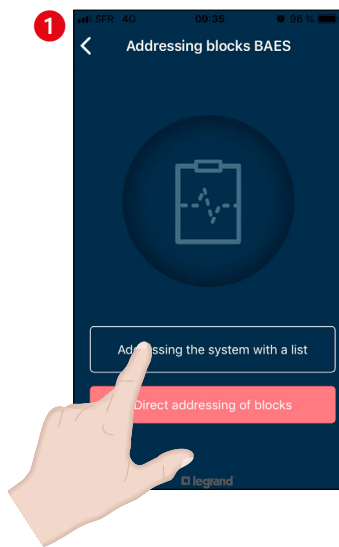 1
SFR 4G 09:35 96 %
Addressing blocks BAES
Addressing the system with a list
Direct addressing of blocks
legrand